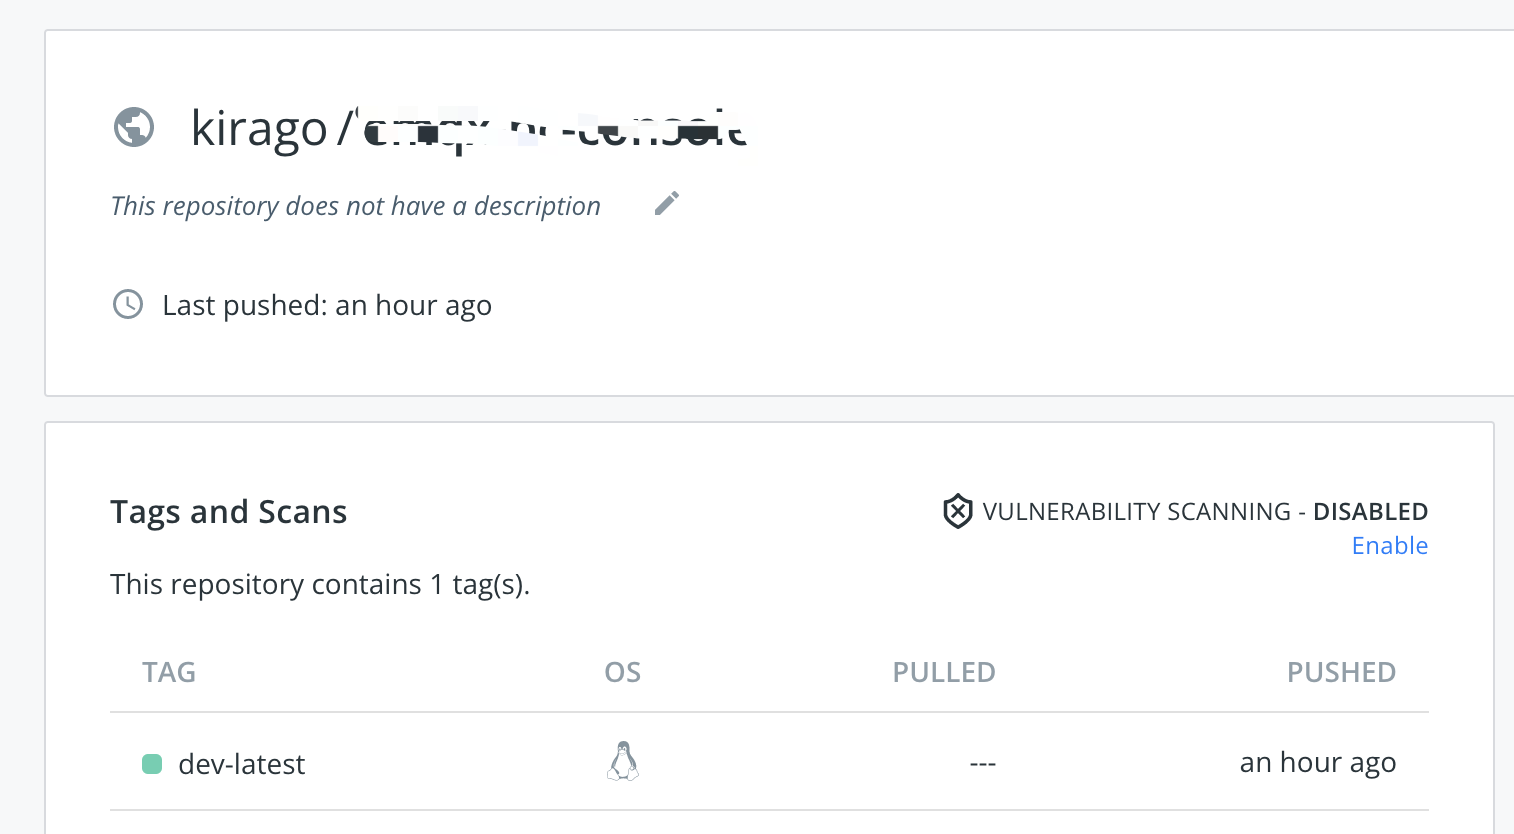 kirago/
This repository does not have a description
Last pushed: an hour ago
Tags and Scans
VULNERABILITY SCANNING - DISABLED
Enable
This repository contains 1 tag(s).
TAG OS PULLED PUSHED
dev-latest --- an hour ago